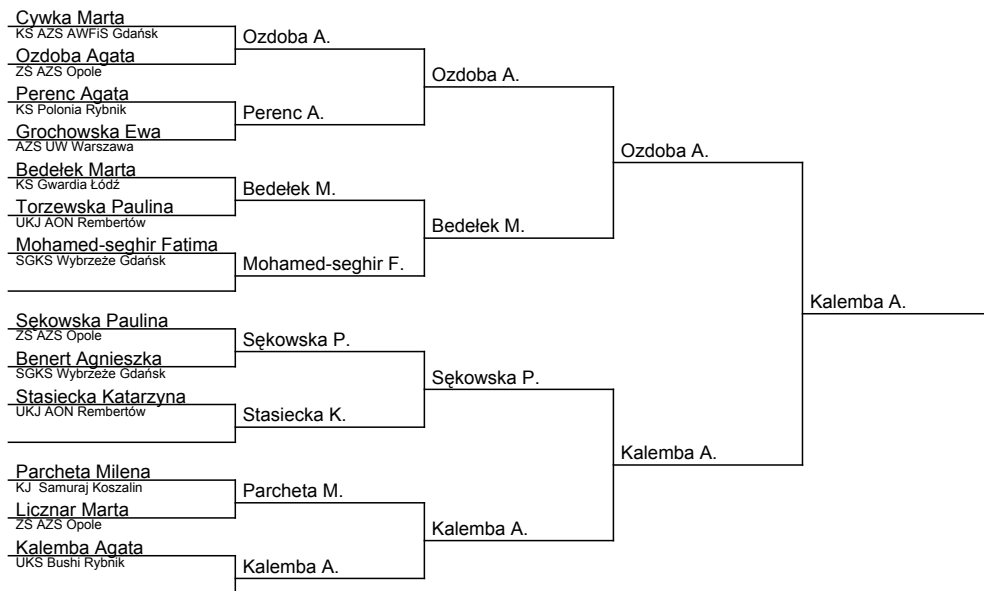 Cywka Marta
KS AZS AWFiS Gdańsk
Ozdoba Agata
ZS AZS Opole
Perenc Agata
KS Polonia Rybnik
Grochowska Ewa
AZS UW Warszawa
Bedełek Marta
KS Gwardia Łódź
Torzewska Paulina
UKJ AON Rembertów
Mohamed-seghir Fatima
SGKS Wybrzeże Gdańsk
Sękowska Paulina
ZS AZS Opole
Benert Agnieszka
SGKS Wybrzeże Gdańsk
Stasiecka Katarzyna
UKJ AON Rembertów
Parcheta Milena
KJ Samuraj Koszalin
Licznar Marta
ZS AZS Opole
Kalemba Agata
UKS Bushi Rybnik
Ozdoba A.
Perenc A.
Bedełek M.
Mohamed-seghir F.
Sękowska P.
Stasiecka K.
Parcheta M.
Kalemba A.
Ozdoba A.
Bedełek M.
Sękowska P.
Kalemba A.
Ozdoba A.
Kalemba A.
Kalemba A.